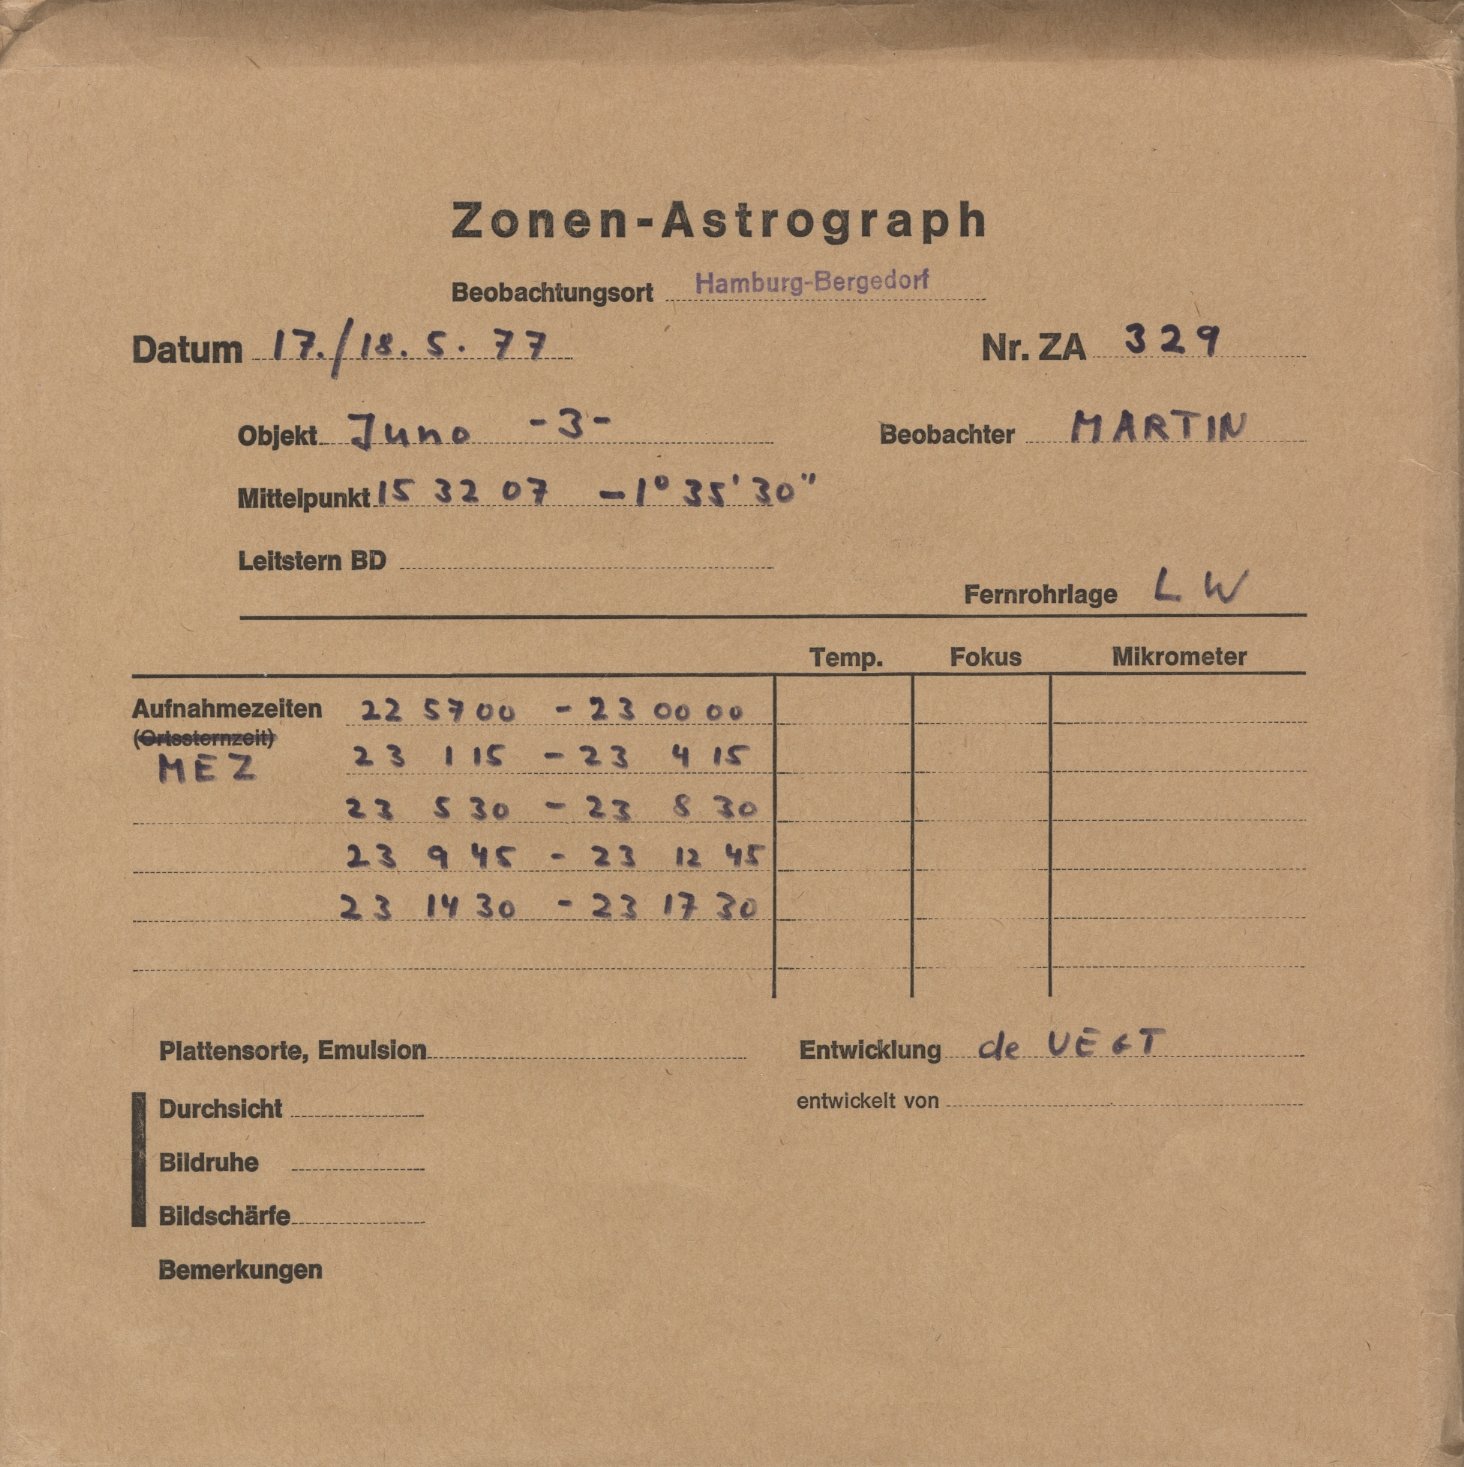 Zonen-Astrograph
Beobachtungsort Hamburg-Bergedorf
Datum 17./18. 5. 77 Nr. ZA 329
Objekt Juno -3- Beobachter MARTIN
Mittelpunkt 15 32 07 -1° 35' 30"
Leitstern BD
Fernrohrlage L W
Temp. Fokus Mikrometer
Aufnahmezeiten 22 57 00 - 23 00 00
(Ortssternzeit)
MEZ 23 1 15 - 23 4 15
23 5 30 - 23 8 30
23 9 45 - 23 12 45
23 14 30 - 23 17 30
Plattensorte, Emulsion Entwicklung de VEGT
Durchsicht entwickelt von
Bildruhe
Bildschärfe
Bemerkungen